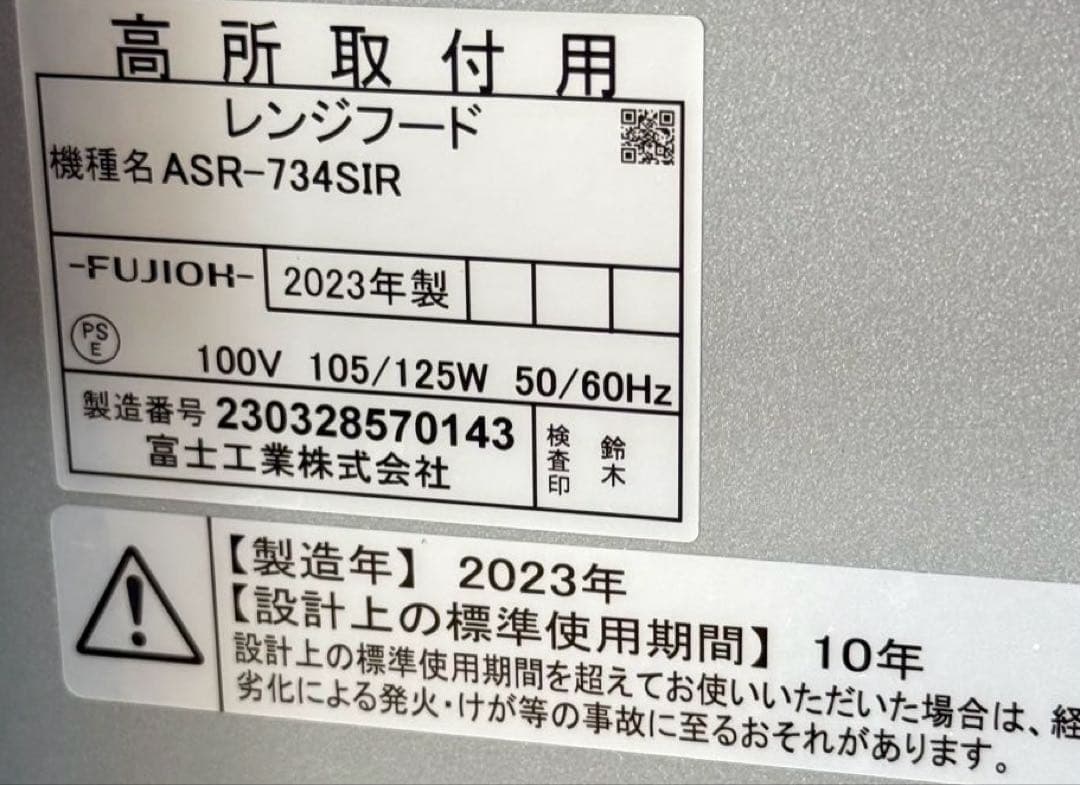 高所取付用
レンジフード
機種名 ASR-734SIR
-FUJIOH- 2023年製
PS
E
100V 105/125W 50/60Hz
製造番号 230328570143
富士工業株式会社
検査印 鈴木
【製造年】 2023年
【設計上の標準使用期間】 10年
設計上の標準使用期間を超えてお使いいただいた場合は、経
劣化による発火・けが等の事故に至るおそれがあります。